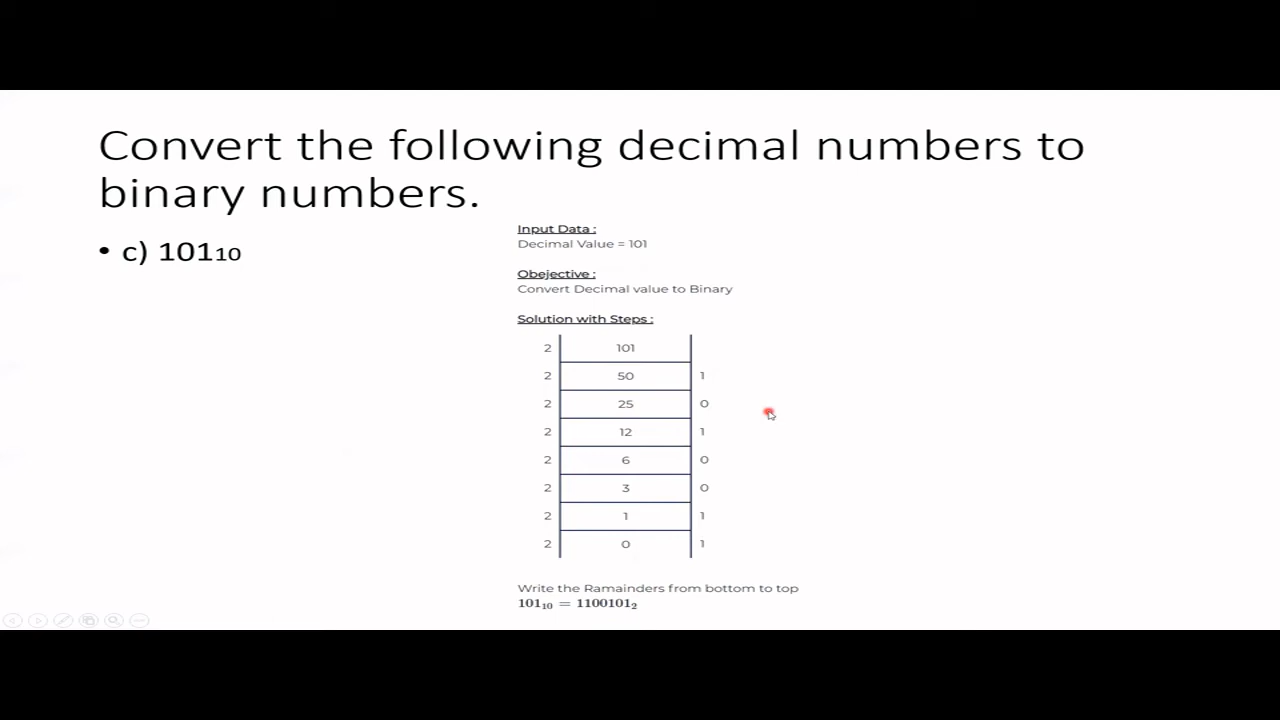 Convert the following decimal numbers to
binary numbers.
• c) 101₁₀
Input Data :
Decimal Value = 101
Obejective :
Convert Decimal value to Binary
Solution with Steps :
2 101
2 50 1
2 25 0
2 12 1
2 6 0
2 3 0
2 1 1
2 0 1
Write the Ramainders from bottom to top
101₁₀ = 1100101₂